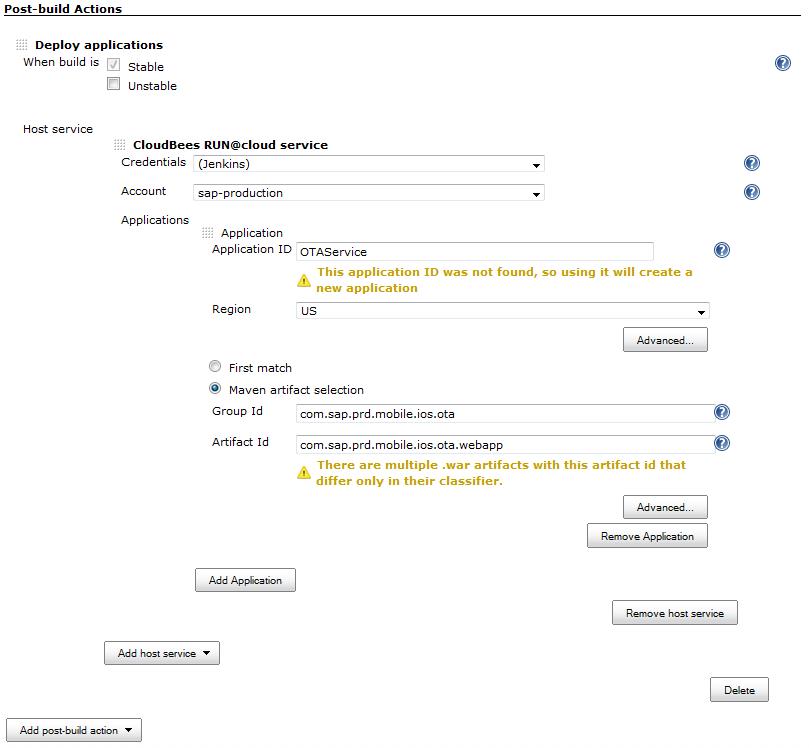 Post-build Actions
Deploy applications
When build is Stable
Unstable
Host service
CloudBees RUN@cloud service
Credentials (Jenkins)
Account sap-production
Applications
Application
Application ID OTAService
This application ID was not found, so using it will create a
new application
Region US
Advanced...
First match
Maven artifact selection
Group Id com.sap.prd.mobile.ios.ota
Artifact Id com.sap.prd.mobile.ios.ota.webapp
There are multiple .war artifacts with this artifact id that
differ only in their classifier.
Advanced...
Remove Application
Add Application
Remove host service
Add host service
Delete
Add post-build action